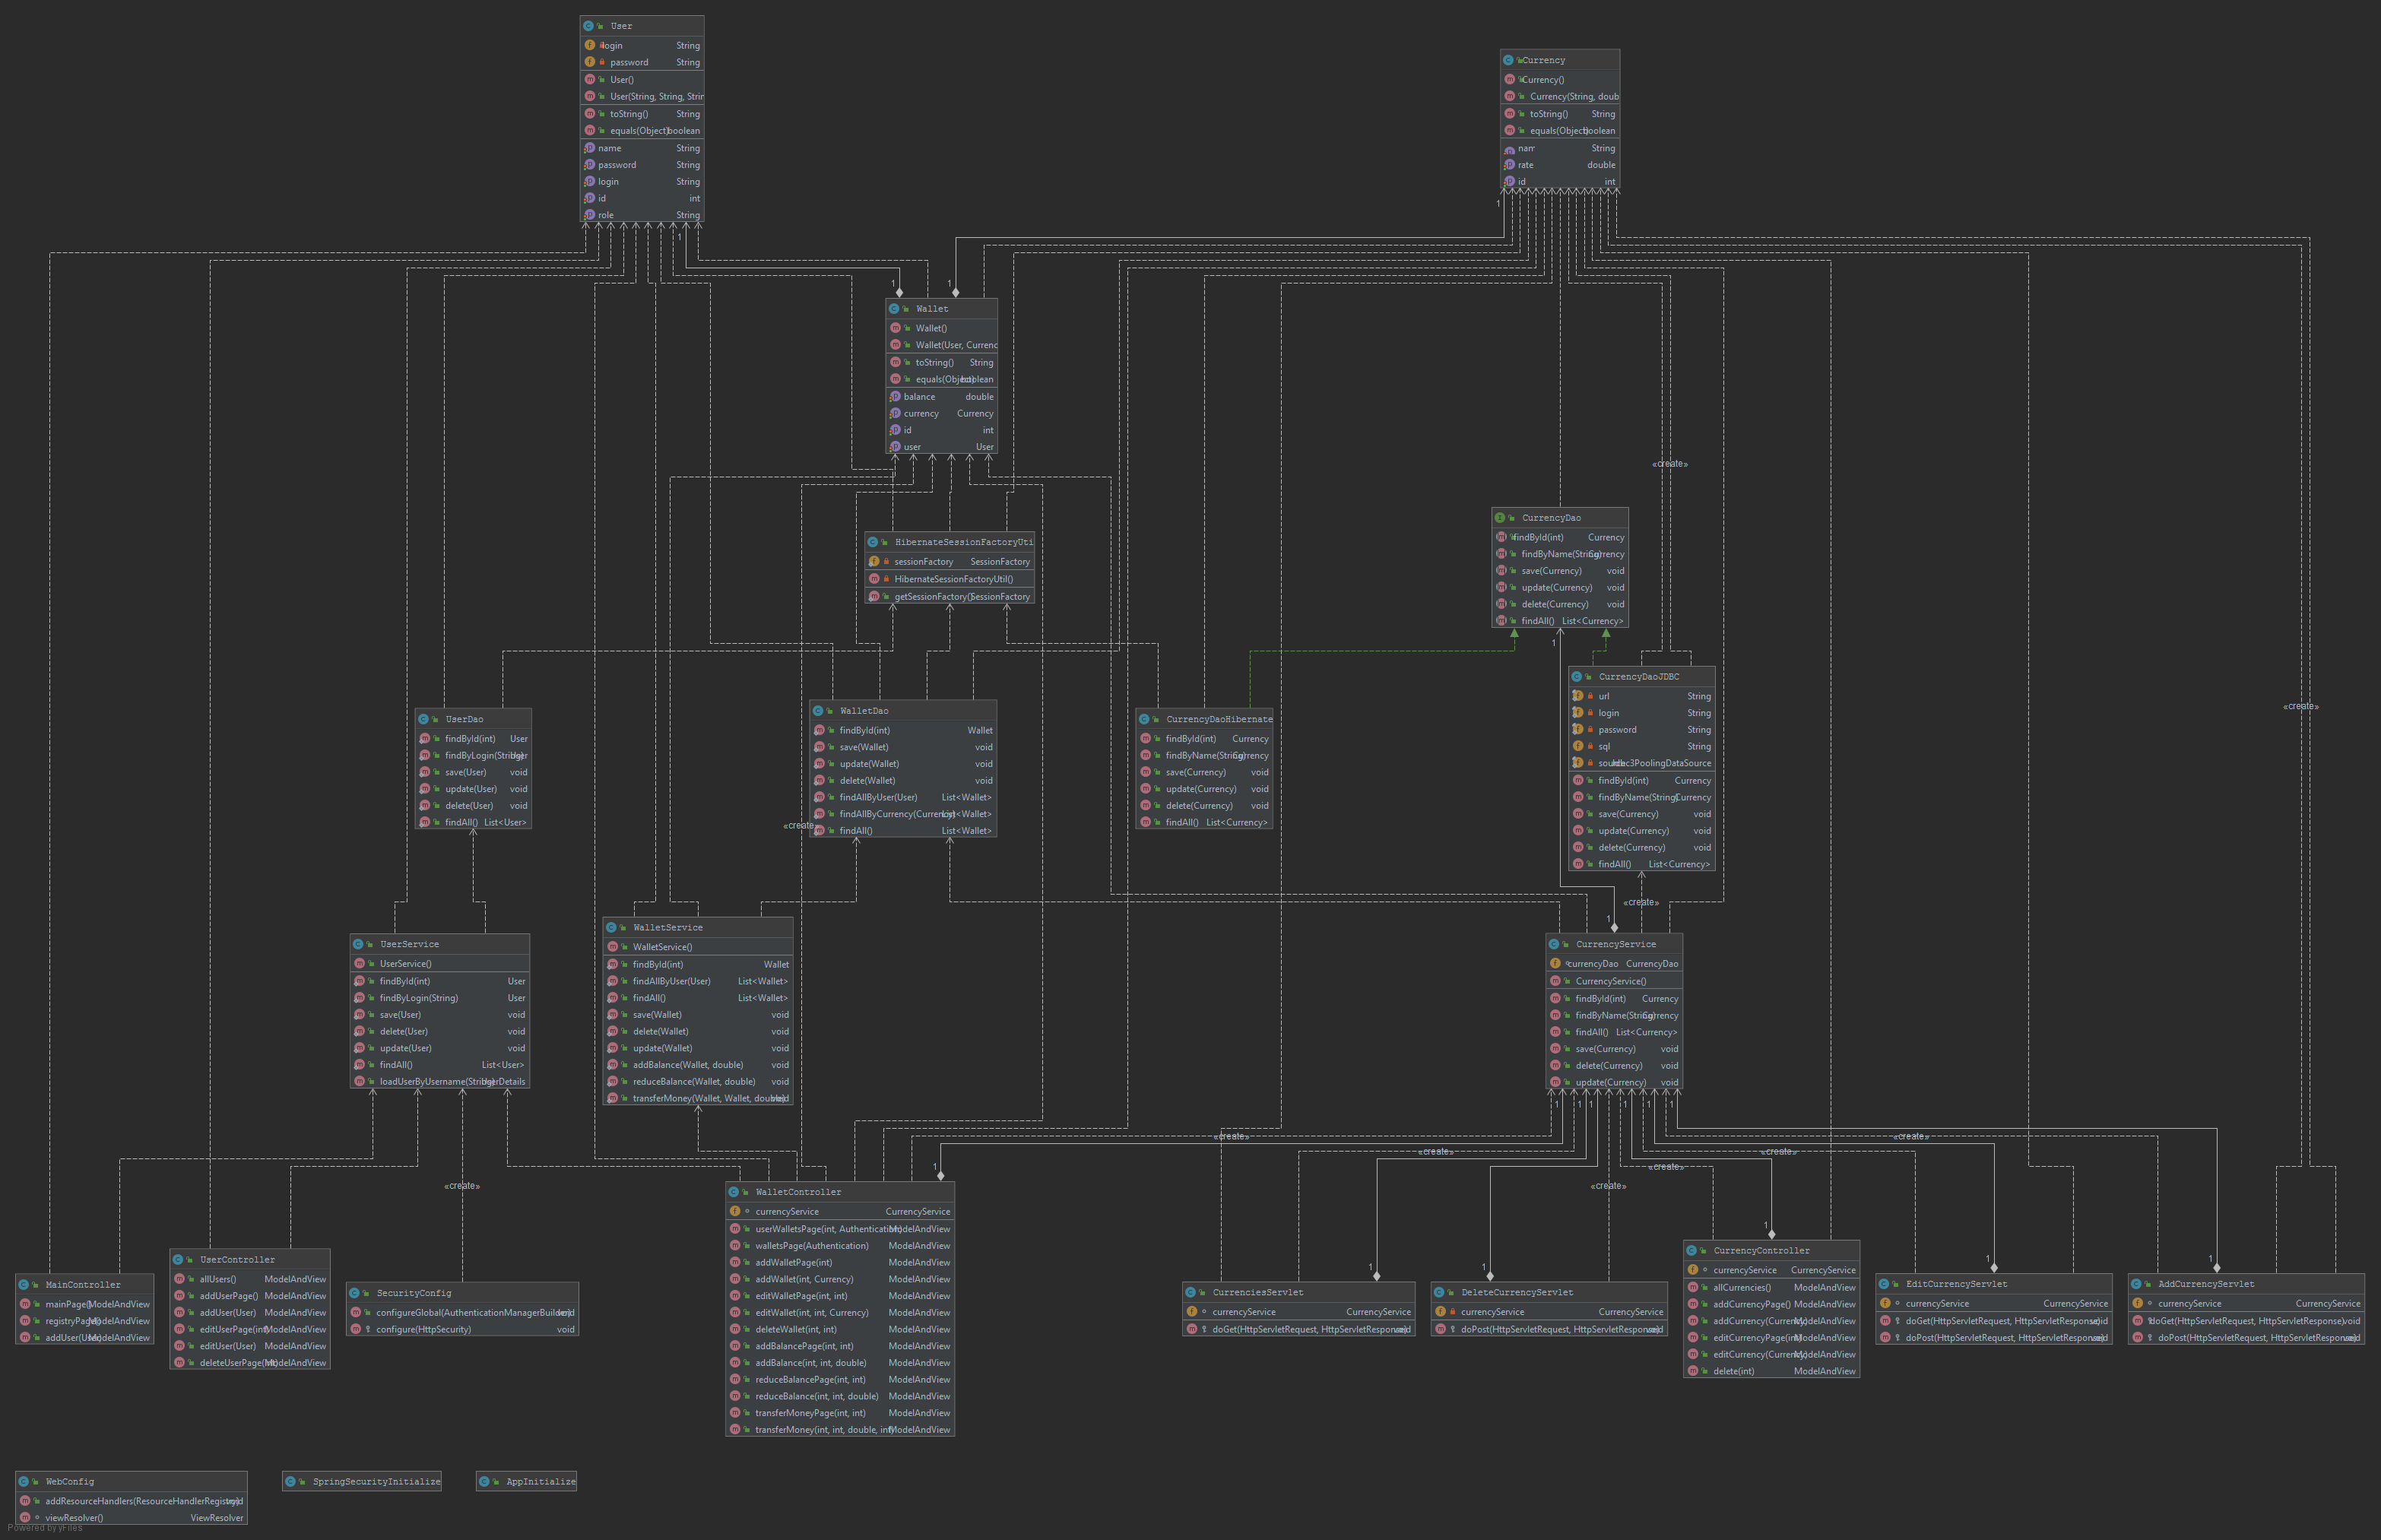 User
login String
password String
User()
User(String, String, Strin
toString() String
equals(Object) boolean
name String
password String
login String
id int
role String
Currency
Currency()
Currency(String, doub
toString() String
equals(Object) boolean
nam String
rate double
id int
1
1
1
1
Wallet
Wallet()
Wallet(User, Currenc
toString() String
equals(Object) boolean
balance double
currency Currency
id int
user User
«create»
HibernateSessionFactoryUti
sessionFactory SessionFactory
HibernateSessionFactoryUtil()
getSessionFactory() SessionFactory
CurrencyDao
findById(int) Currency
findByName(String) Currency
save(Currency) void
update(Currency) void
delete(Currency) void
findAll() List<Currency>
1
«create»
UserDao
findById(int) User
findByLogin(String) User
save(User) void
update(User) void
delete(User) void
findAll() List<User>
WalletDao
findById(int) Wallet
save(Wallet) void
update(Wallet) void
delete(Wallet) void
findAllByUser(User) List<Wallet>
findAllByCurrency(Currency) List<Wallet>
findAll() List<Wallet>
«create»
CurrencyDaoHibernate
findById(int) Currency
findByName(String) Currency
save(Currency) void
update(Currency) void
delete(Currency) void
findAll() List<Currency>
CurrencyDaoJDBC
url String
login String
password String
sql String
Jdbc3PoolingDataSource
findById(int) Currency
findByName(String) Currency
save(Currency) void
update(Currency) void
delete(Currency) void
findAll() List<Currency>
«create»
1
UserService
UserService()
findById(int) User
findByLogin(String) User
save(User) void
delete(User) void
update(User) void
findAll() List<User>
loadUserByUsername(String) UserDetails
WalletService
WalletService()
findById(int) Wallet
findAllByUser(User) List<Wallet>
findAll() List<Wallet>
save(Wallet) void
delete(Wallet) void
update(Wallet) void
addBalance(Wallet, double) void
reduceBalance(Wallet, double) void
transferMoney(Wallet, Wallet, double) void
CurrencyService
currencyDao CurrencyDao
CurrencyService()
findById(int) Currency
findByName(String) Currency
findAll() List<Currency>
save(Currency) void
delete(Currency) void
update(Currency) void
1 1 1 1 1 1
«create» «create»
«create» «create»
«create»
«create» «create»
1
1
1
1
1
1
WalletController
currencyService CurrencyService
userWalletsPage(int, Authentication) ModelAndView
walletsPage(Authentication) ModelAndView
addWalletPage(int) ModelAndView
addWallet(int, Currency) ModelAndView
editWalletPage(int, int) ModelAndView
editWallet(int, int, Currency) ModelAndView
deleteWallet(int, int) ModelAndView
addBalancePage(int, int) ModelAndView
addBalance(int, int, double) ModelAndView
reduceBalancePage(int, int) ModelAndView
reduceBalance(int, int, double) ModelAndView
transferMoneyPage(int, int) ModelAndView
transferMoney(int, int, double, int) ModelAndView
MainController
mainPage() ModelAndView
registryPage() ModelAndView
addUser(User) ModelAndView
UserController
allUsers() ModelAndView
addUserPage() ModelAndView
addUser(User) ModelAndView
editUserPage(int) ModelAndView
editUser(User) ModelAndView
deleteUserPage(int) ModelAndView
SecurityConfig
configureGlobal(AuthenticationManagerBuilder) void
configure(HttpSecurity) void
CurrenciesServlet
currencyService CurrencyService
doGet(HttpServletRequest, HttpServletResponse) void
DeleteCurrencyServlet
currencyService CurrencyService
doPost(HttpServletRequest, HttpServletResponse) void
CurrencyController
currencyService CurrencyService
allCurrencies() ModelAndView
addCurrencyPage() ModelAndView
addCurrency(Currency) ModelAndView
editCurrencyPage(int) ModelAndView
editCurrency(Currency) ModelAndView
delete(int) ModelAndView
EditCurrencyServlet
currencyService CurrencyService
doGet(HttpServletRequest, HttpServletResponse) void
doPost(HttpServletRequest, HttpServletResponse) void
AddCurrencyServlet
currencyService CurrencyService
doGet(HttpServletRequest, HttpServletResponse) void
doPost(HttpServletRequest, HttpServletResponse) void
WebConfig
addResourceHandlers(ResourceHandlerRegistry) void
viewResolver() ViewResolver
SpringSecurityInitialize
AppInitialize
Powered by yFiles